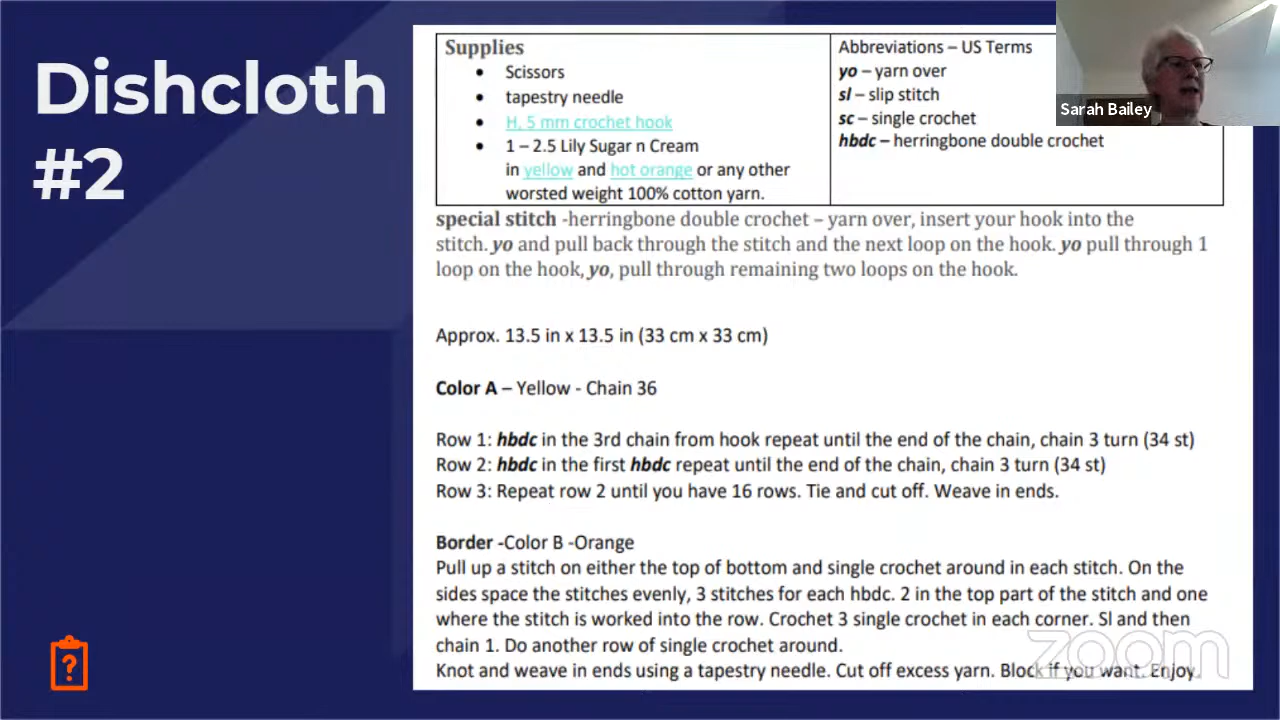 Dishcloth
#2
Supplies
Scissors
tapestry needle
H, 5 mm crochet hook
1 – 2.5 Lily Sugar n Cream
in yellow and hot orange or any other
worsted weight 100% cotton yarn.
Abbreviations – US Terms
yo – yarn over
sl – slip stitch
sc – single crochet
hbdc – herringbone double crochet
Sarah Bailey
special stitch -herringbone double crochet – yarn over, insert your hook into the
stitch. yo and pull back through the stitch and the next loop on the hook. yo pull through 1
loop on the hook, yo, pull through remaining two loops on the hook.
Approx. 13.5 in x 13.5 in (33 cm x 33 cm)
Color A – Yellow - Chain 36
Row 1: hbdc in the 3rd chain from hook repeat until the end of the chain, chain 3 turn (34 st)
Row 2: hbdc in the first hbdc repeat until the end of the chain, chain 3 turn (34 st)
Row 3: Repeat row 2 until you have 16 rows. Tie and cut off. Weave in ends.
Border -Color B -Orange
Pull up a stitch on either the top of bottom and single crochet around in each stitch. On the
sides space the stitches evenly, 3 stitches for each hbdc. 2 in the top part of the stitch and one
where the stitch is worked into the row. Crochet 3 single crochet in each corner. Sl and then
chain 1. Do another row of single crochet around.
Knot and weave in ends using a tapestry needle. Cut off excess yarn. Block if you want. Enjoy.
zoom